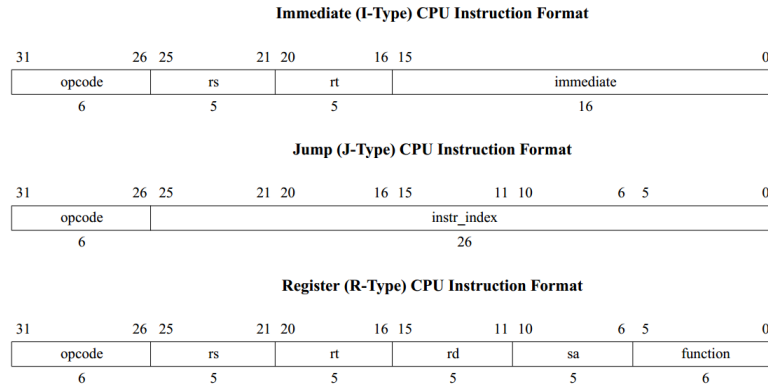 Immediate (I-Type) CPU Instruction Format
31 26 25 21 20 16 15 0
opcode rs rt immediate
6 5 5 16
Jump (J-Type) CPU Instruction Format
31 26 25 21 20 16 15 11 10 6 5 0
opcode instr_index
6 26
Register (R-Type) CPU Instruction Format
31 26 25 21 20 16 15 11 10 6 5 0
opcode rs rt rd sa function
6 5 5 5 5 6